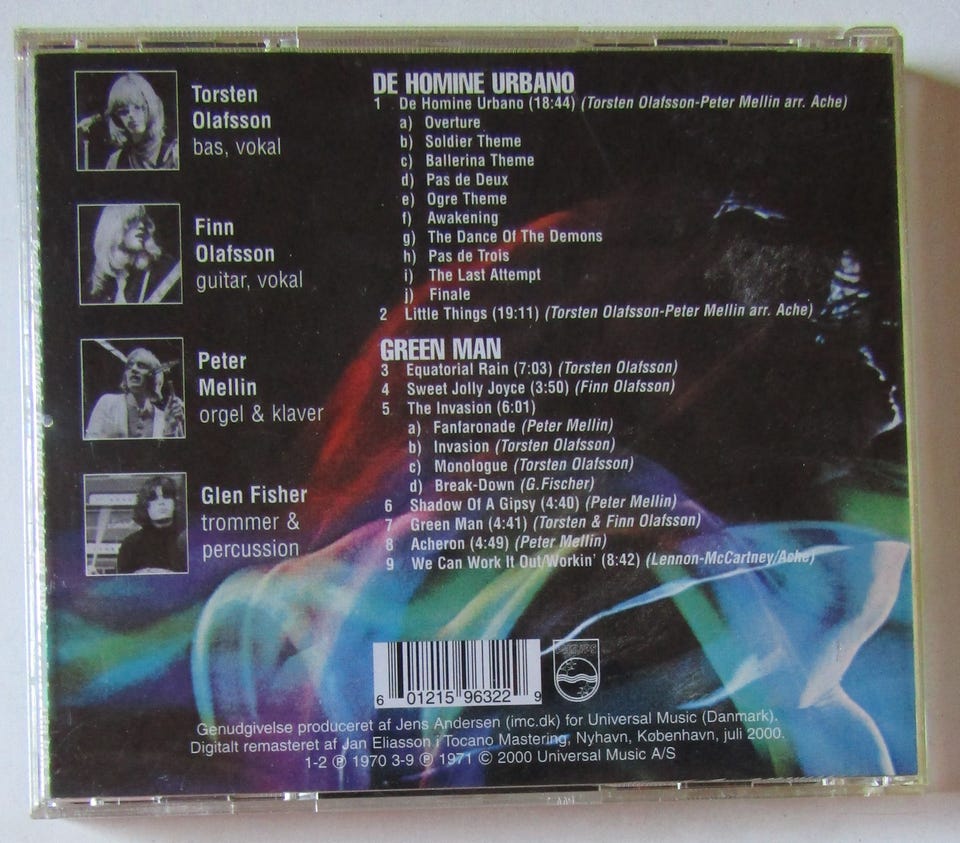 Torsten
Olafsson
bas, vokal
Finn
Olafsson
guitar, vokal
Peter
Mellin
orgel & klaver
Glen Fisher
trommer &
percussion
DE HOMINE URBANO
1 De Homine Urbano (18:44) (Torsten Olafsson-Peter Mellin arr. Ache)
a) Overture
b) Soldier Theme
c) Ballerina Theme
d) Pas de Deux
e) Ogre Theme
f) Awakening
g) The Dance Of The Demons
h) Pas de Trois
i) The Last Attempt
j) Finale
2 Little Things (19:11) (Torsten Olafsson-Peter Mellin arr. Ache)
GREEN MAN
3 Equatorial Rain (7:03) (Torsten Olafsson)
4 Sweet Jolly Joyce (3:50) (Finn Olafsson)
5 The Invasion (6:01)
a) Fanfaronade (Peter Mellin)
b) Invasion (Torsten Olafsson)
c) Monologue (Torsten Olafsson)
d) Break-Down (G.Fischer)
6 Shadow Of A Gipsy (4:40) (Peter Mellin)
7 Green Man (4:41) (Torsten & Finn Olafsson)
8 Acheron (4:49) (Peter Mellin)
9 We Can Work It Out/Workin' (8:42) (Lennon-McCartney/Ache)
6 01215 96322 9
PHILIPS
Genudgivelse produceret af Jens Andersen (imc.dk) for Universal Music (Danmark).
Digitalt remasteret af Jan Eliasson i Tocano Mastering, Nyhavn, København, juli 2000.
1-2 ℗ 1970 3-9 ℗ 1971 © 2000 Universal Music A/S